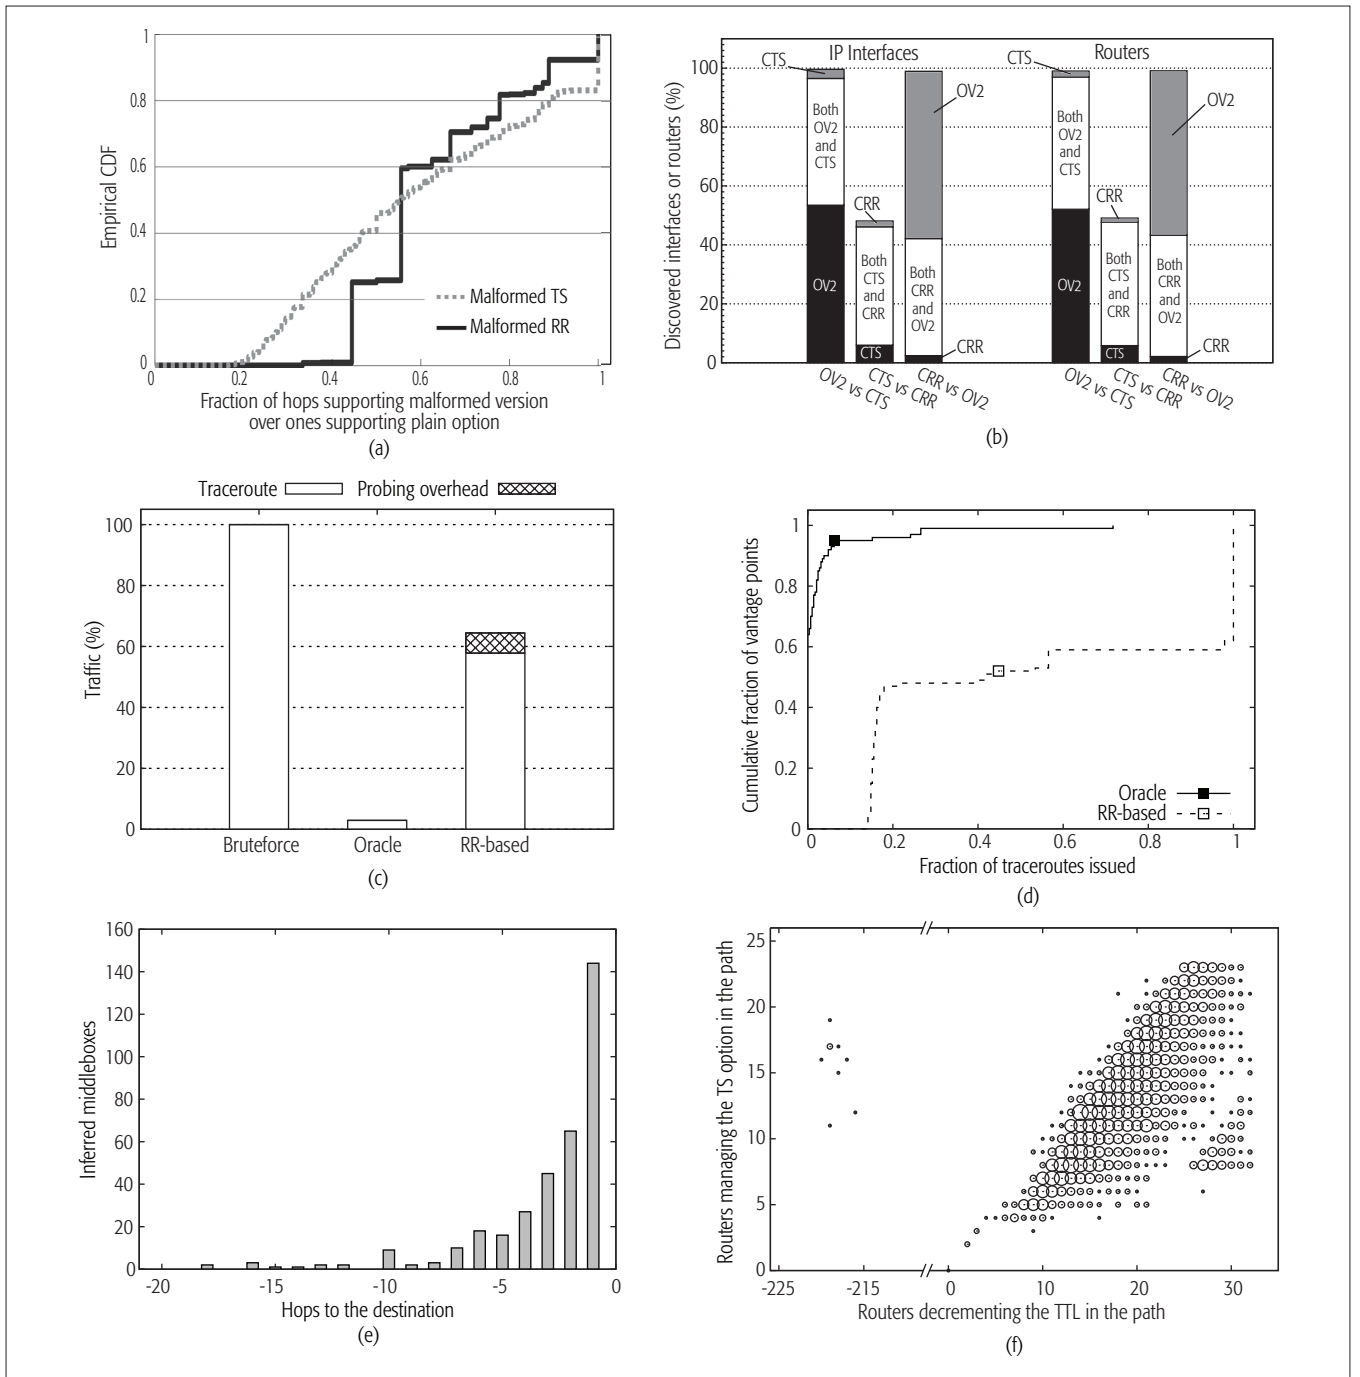 1
0.8
0.6
0.4
0.2
0
Empirical CDF
Malformed TS
Malformed RR
0 0.2 0.4 0.6 0.8 1
Fraction of hops supporting malformed version
over ones supporting plain option
(a)
Discovered interfaces or routers (%)
100
80
60
40
20
0
IP Interfaces
Routers
CTS
Both
OV2
and
CTS
OV2
CRR
Both
CTS
and
CRR
CTS
OV2
Both
CRR
and
OV2
CRR
CTS
Both
OV2
and
CTS
OV2
CRR
Both
CTS
and
CRR
CTS
OV2
Both
CRR
and
OV2
CRR
OV2 vs CTS
CTS vs CRR
CRR vs OV2
OV2 vs CTS
CTS vs CRR
CRR vs OV2
(b)
Traceroute
Probing overhead
Traffic (%)
100
80
60
40
20
0
Bruteforce Oracle RR-based
(c)
Cumulative fraction of vantage points
1
0.8
0.6
0.4
0.2
0
Oracle
RR-based
0 0.2 0.4 0.6 0.8 1
Fraction of traceroutes issued
(d)
Inferred middleboxes
160
140
120
100
80
60
40
20
0
-20 -15 -10 -5 0
Hops to the destination
(e)
Routers managing the TS option in the path
25
20
15
10
5
0
-225 -215 0 10 20 30
Routers decrementing the TTL in the path
(f)